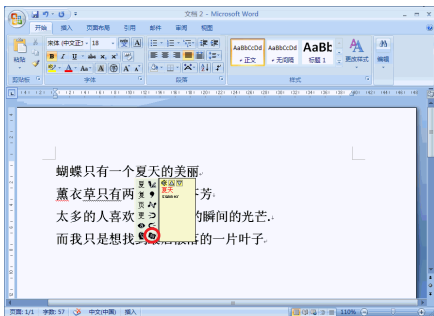 文档 2 - Microsoft Word
开始 插入 页面布局 引用 邮件 审阅 视图
宋体 (中文正 18
AaBbCcDd AaBbCcDd AaBb
粘贴
正文 无间隔 标题 1 更改样式 编辑
剪贴板 字体 段落 样式
蝴蝶只有一个夏天的美丽
薰衣草只有两
夏天
太多的人喜欢 的瞬间的光芒.
而我只是想找到 的一片叶子
页面: 1/1 字数: 57 中文(中国) 插入 110%